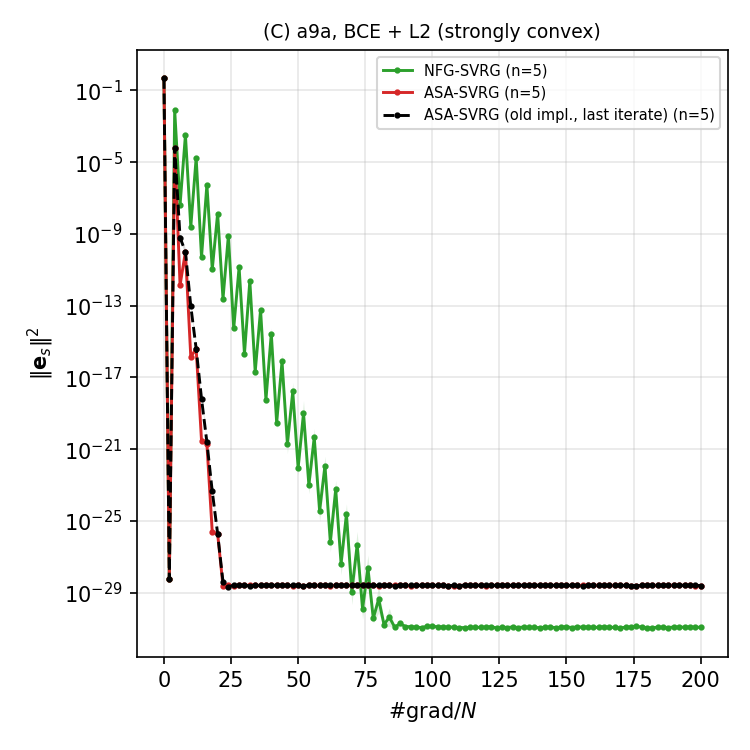 (C) a9a, BCE + L2 (strongly convex)
NFG-SVRG (n=5)
ASA-SVRG (n=5)
ASA-SVRG (old impl., last iterate) (n=5)
10⁻¹
10⁻⁵
10⁻⁹
10⁻¹³
10⁻¹⁷
10⁻²¹
10⁻²⁵
10⁻²⁹
‖eₛ‖²
0 25 50 75 100 125 150 175 200
#grad/N